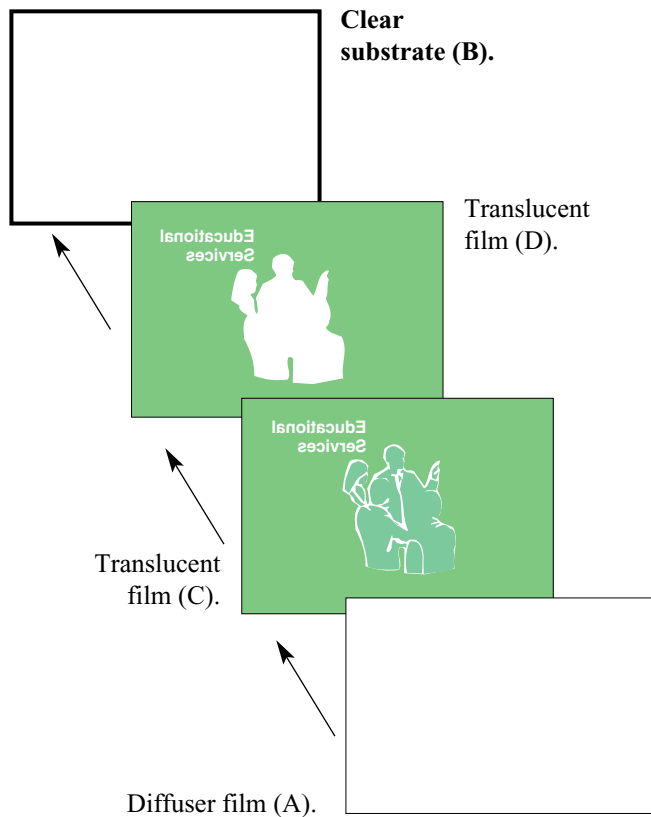 Clear
substrate (B).
Translucent
film (D).
Educational
Services
Educational
Services
Translucent
film (C).
Diffuser film (A).